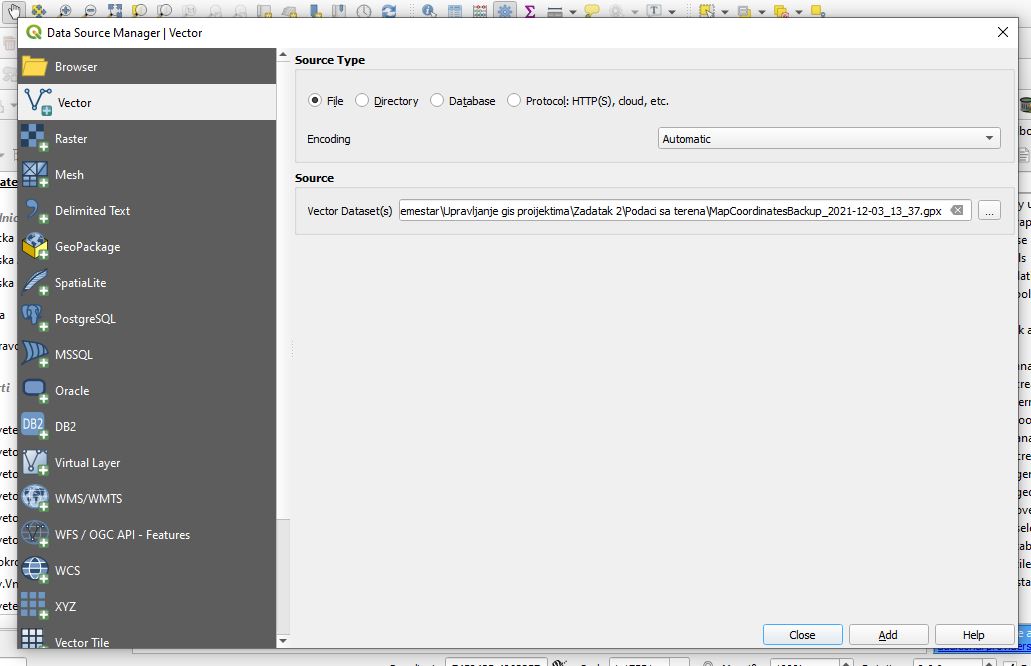 Data Source Manager | Vector
Browser
Vector
Raster
Mesh
Delimited Text
GeoPackage
SpatiaLite
PostgreSQL
MSSQL
Oracle
DB2
DB2
Virtual Layer
WMS/WMTS
WFS / OGC API - Features
WCS
XYZ
Vector Tile
Source Type
File Directory Database Protocol: HTTP(S), cloud, etc.
Encoding Automatic
Source
Vector Dataset(s) emestar\Upravljanje gis proijektima\Zadatak 2\Podaci sa terena\MapCoordinatesBackup_2021-12-03_13_37.gpx ...
Close Add Help